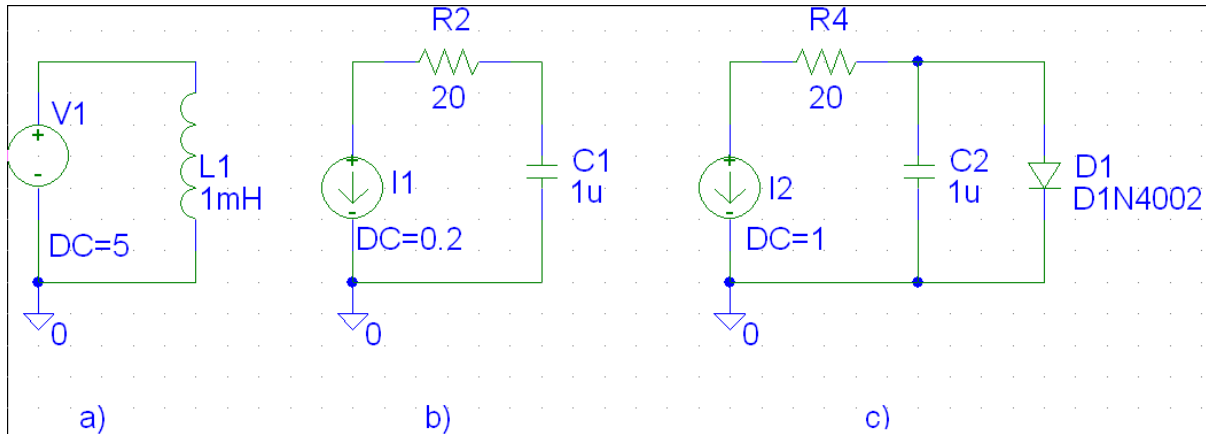 V1
+
-
L1
1mH
DC=5
0
a)
R2
20
+
I1
-
DC=0.2
C1
1u
0
b)
R4
20
+
I2
-
DC=1
C2
1u
D1
D1N4002
0
c)